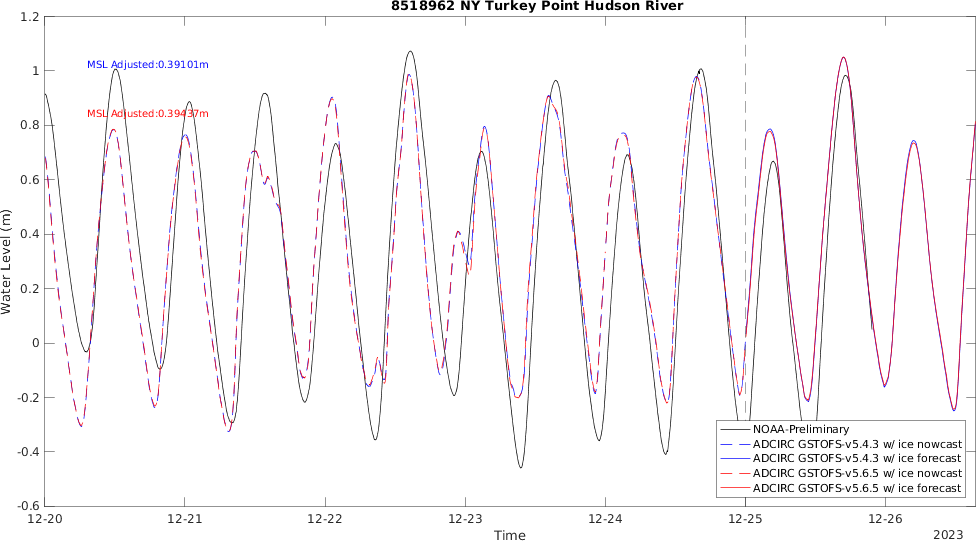 8518962 NY Turkey Point Hudson River
1.2
1
0.8
0.6
0.4
0.2
0
-0.2
-0.4
-0.6
Water Level (m)
MSL Adjusted:0.39101m
MSL Adjusted:0.39437m
NOAA-Preliminary
ADCIRC GSTOFS-v5.4.3 w/ ice nowcast
ADCIRC GSTOFS-v5.4.3 w/ ice forecast
ADCIRC GSTOFS-v5.6.5 w/ ice nowcast
ADCIRC GSTOFS-v5.6.5 w/ ice forecast
12-20 12-21 12-22 12-23 12-24 12-25 12-26
Time
2023